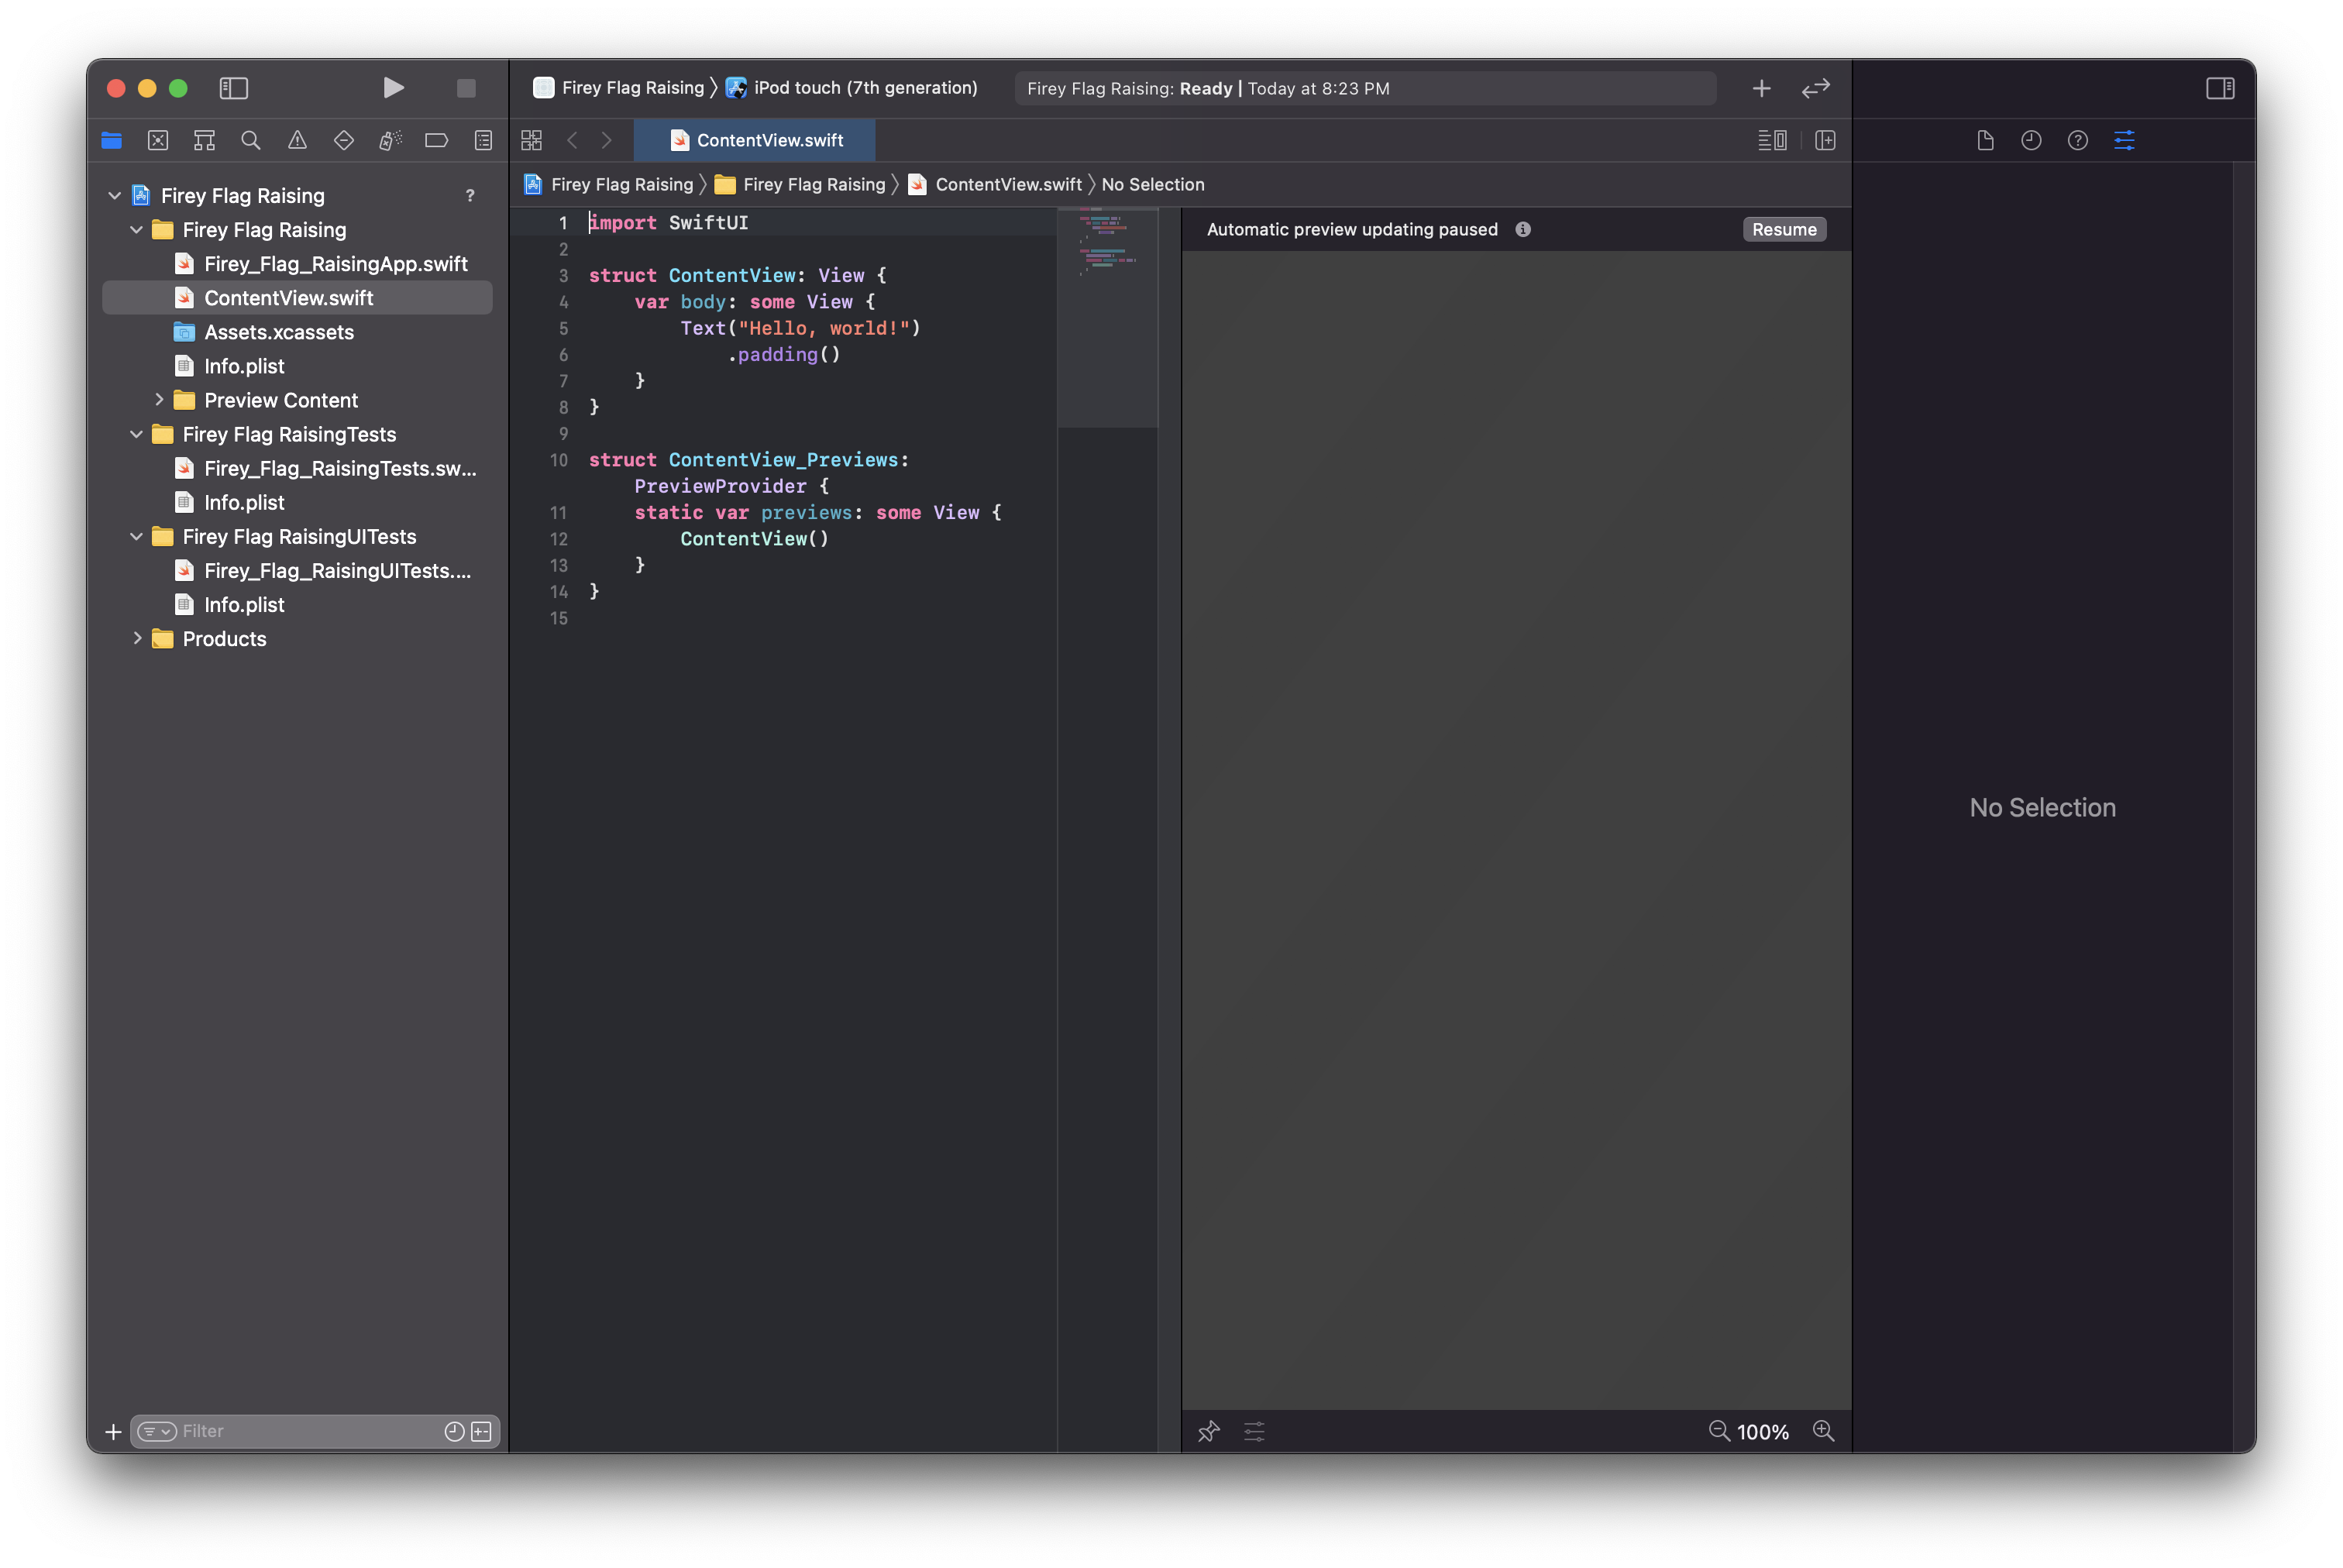 Firey Flag Raising 〉 iPod touch (7th generation)
Firey Flag Raising: Ready | Today at 8:23 PM
ContentView.swift
Firey Flag Raising 〉 Firey Flag Raising 〉 ContentView.swift 〉 No Selection
Firey Flag Raising ?
Firey Flag Raising
Firey_Flag_RaisingApp.swift
ContentView.swift
Assets.xcassets
Info.plist
Preview Content
Firey Flag RaisingTests
Firey_Flag_RaisingTests.sw...
Info.plist
Firey Flag RaisingUITests
Firey_Flag_RaisingUITests....
Info.plist
Products
Filter
1 import SwiftUI
2
3 struct ContentView: View {
4     var body: some View {
5         Text("Hello, world!")
6             .padding()
7     }
8 }
9
10 struct ContentView_Previews:
    PreviewProvider {
11     static var previews: some View {
12         ContentView()
13     }
14 }
15
Automatic preview updating paused
Resume
100%
No Selection